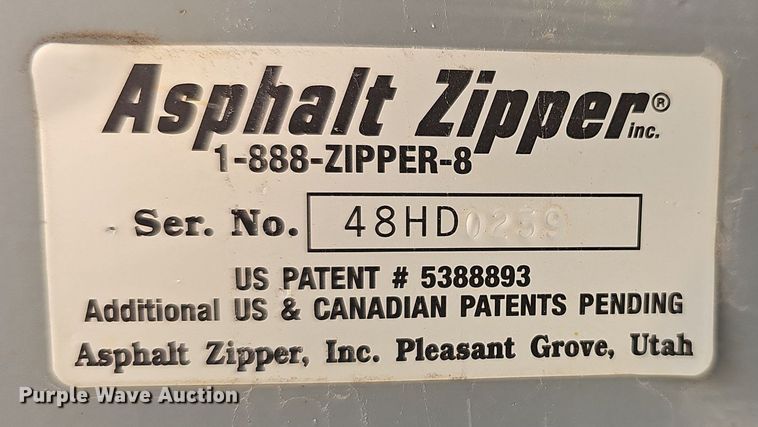 Asphalt Zipper® inc.
1-888-ZIPPER-8
Ser. No. 48HD0259
US PATENT # 5388893
Additional US & CANADIAN PATENTS PENDING
Asphalt Zipper, Inc. Pleasant Grove, Utah
Purple Wave Auction